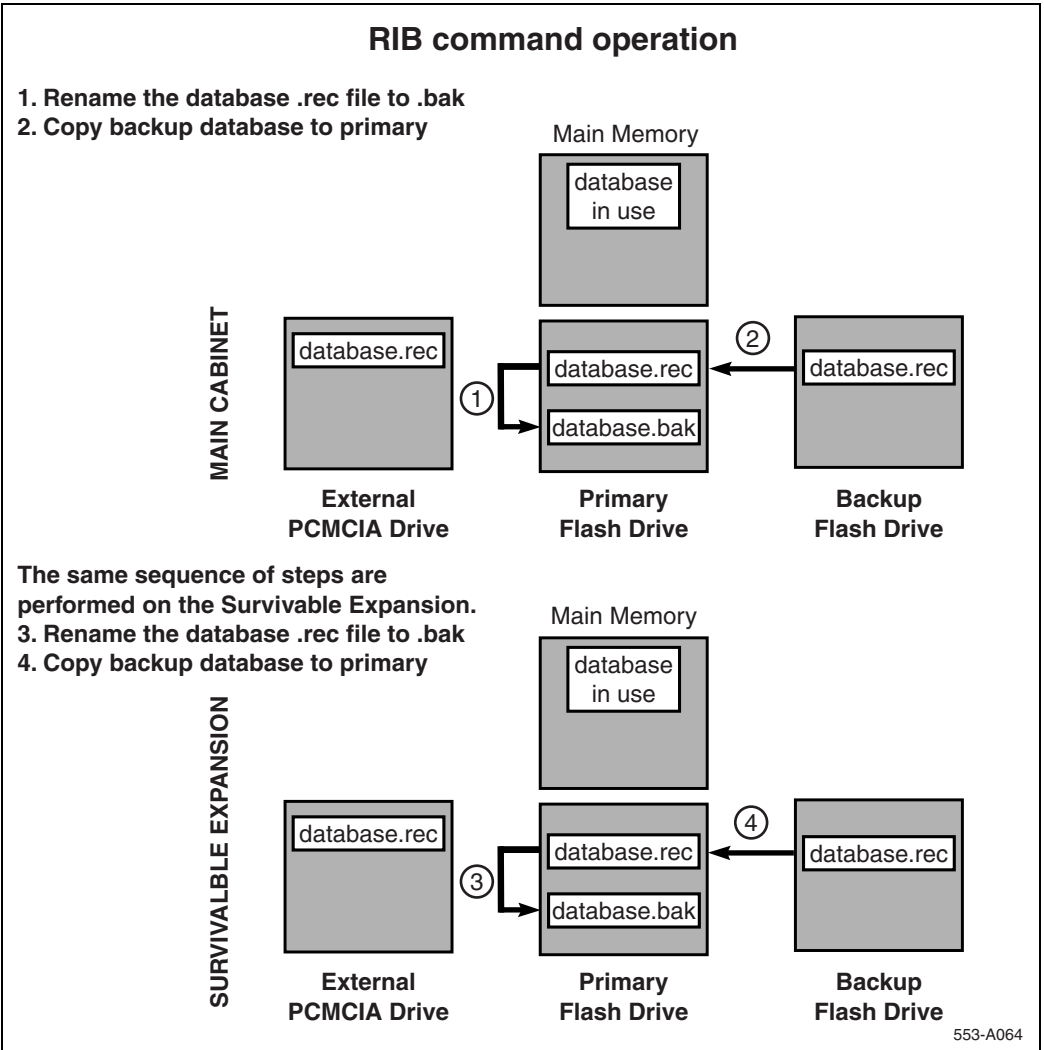 RIB command operation
1. Rename the database .rec file to .bak
2. Copy backup database to primary
Main Memory
database
in use
MAIN CABINET
database.rec
1
database.rec
database.bak
2
database.rec
External
PCMCIA Drive
Primary
Flash Drive
Backup
Flash Drive
The same sequence of steps are
performed on the Survivable Expansion.
3. Rename the database .rec file to .bak
4. Copy backup database to primary
Main Memory
database
in use
SURVIVALBLE EXPANSION
database.rec
3
database.rec
database.bak
4
database.rec
External
PCMCIA Drive
Primary
Flash Drive
Backup
Flash Drive
553-A064